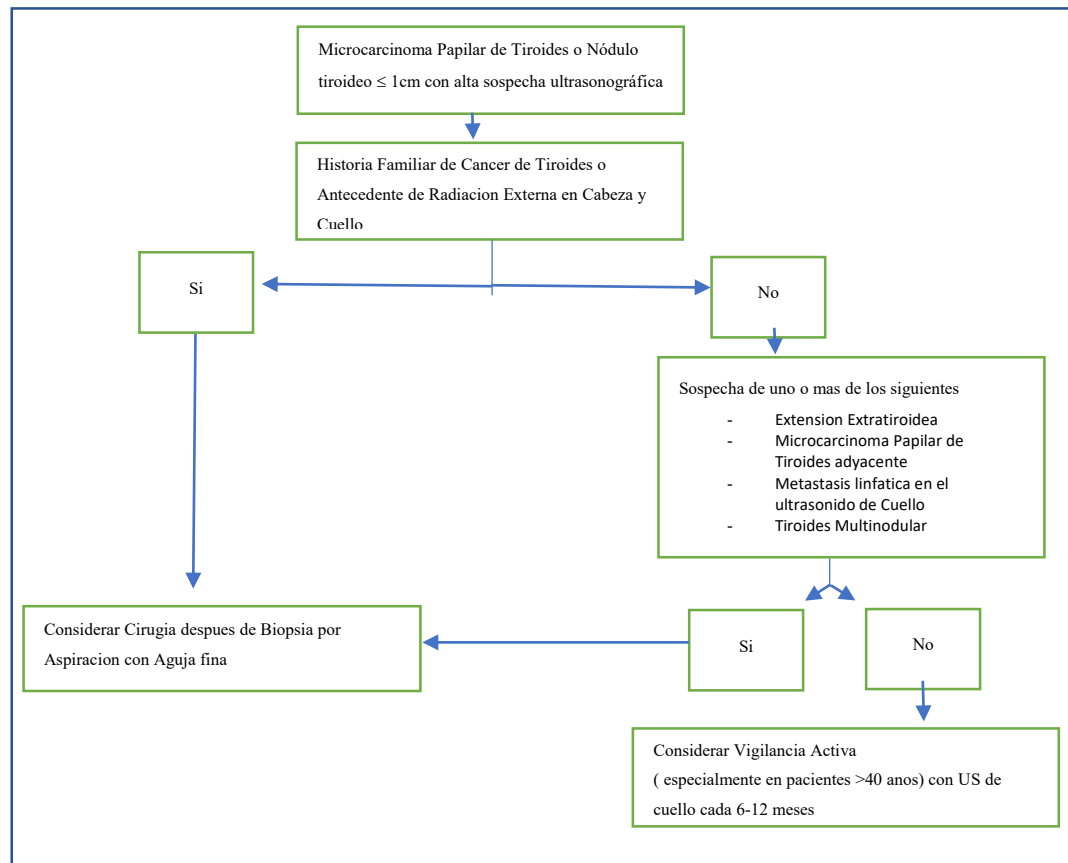 Microcarcinoma Papilar de Tiroides o Nódulo
tiroideo ≤ 1cm con alta sospecha ultrasonográfica
Historia Familiar de Cancer de Tiroides o
Antecedente de Radiacion Externa en Cabeza y
Cuello
Si
No
Sospecha de uno o mas de los siguientes
- Extension Extratiroidea
- Microcarcinoma Papilar de
Tiroides adyacente
- Metastasis linfatica en el
ultrasonido de Cuello
- Tiroides Multinodular
Considerar Cirugia despues de Biopsia por
Aspiracion con Aguja fina
Si
No
Considerar Vigilancia Activa
( especialmente en pacientes >40 anos) con US de
cuello cada 6-12 meses